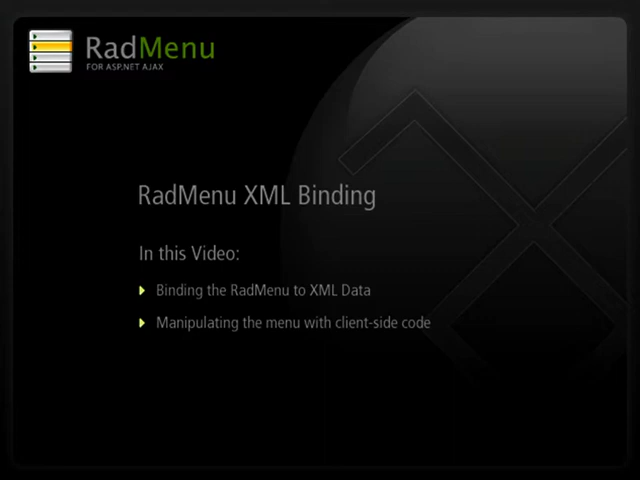 RadMenu
FOR ASP.NET AJAX
RadMenu XML Binding
In this Video:
Binding the RadMenu to XML Data
Manipulating the menu with client-side code